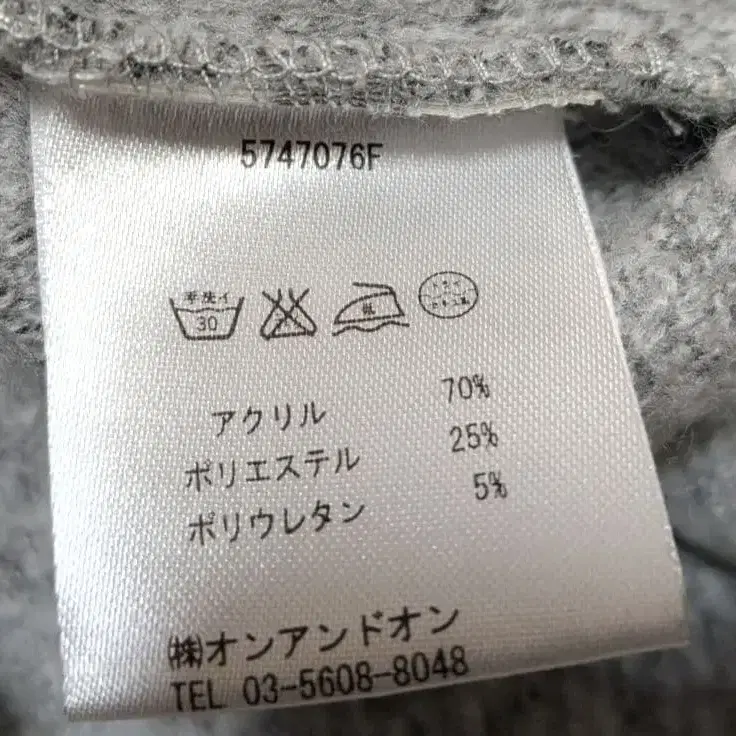 5747076F
手洗イ
30
低
アクリル 70%
ポリエステル 25%
ポリウレタン 5%
㈱オンアンドオン
TEL 03-5608-8048